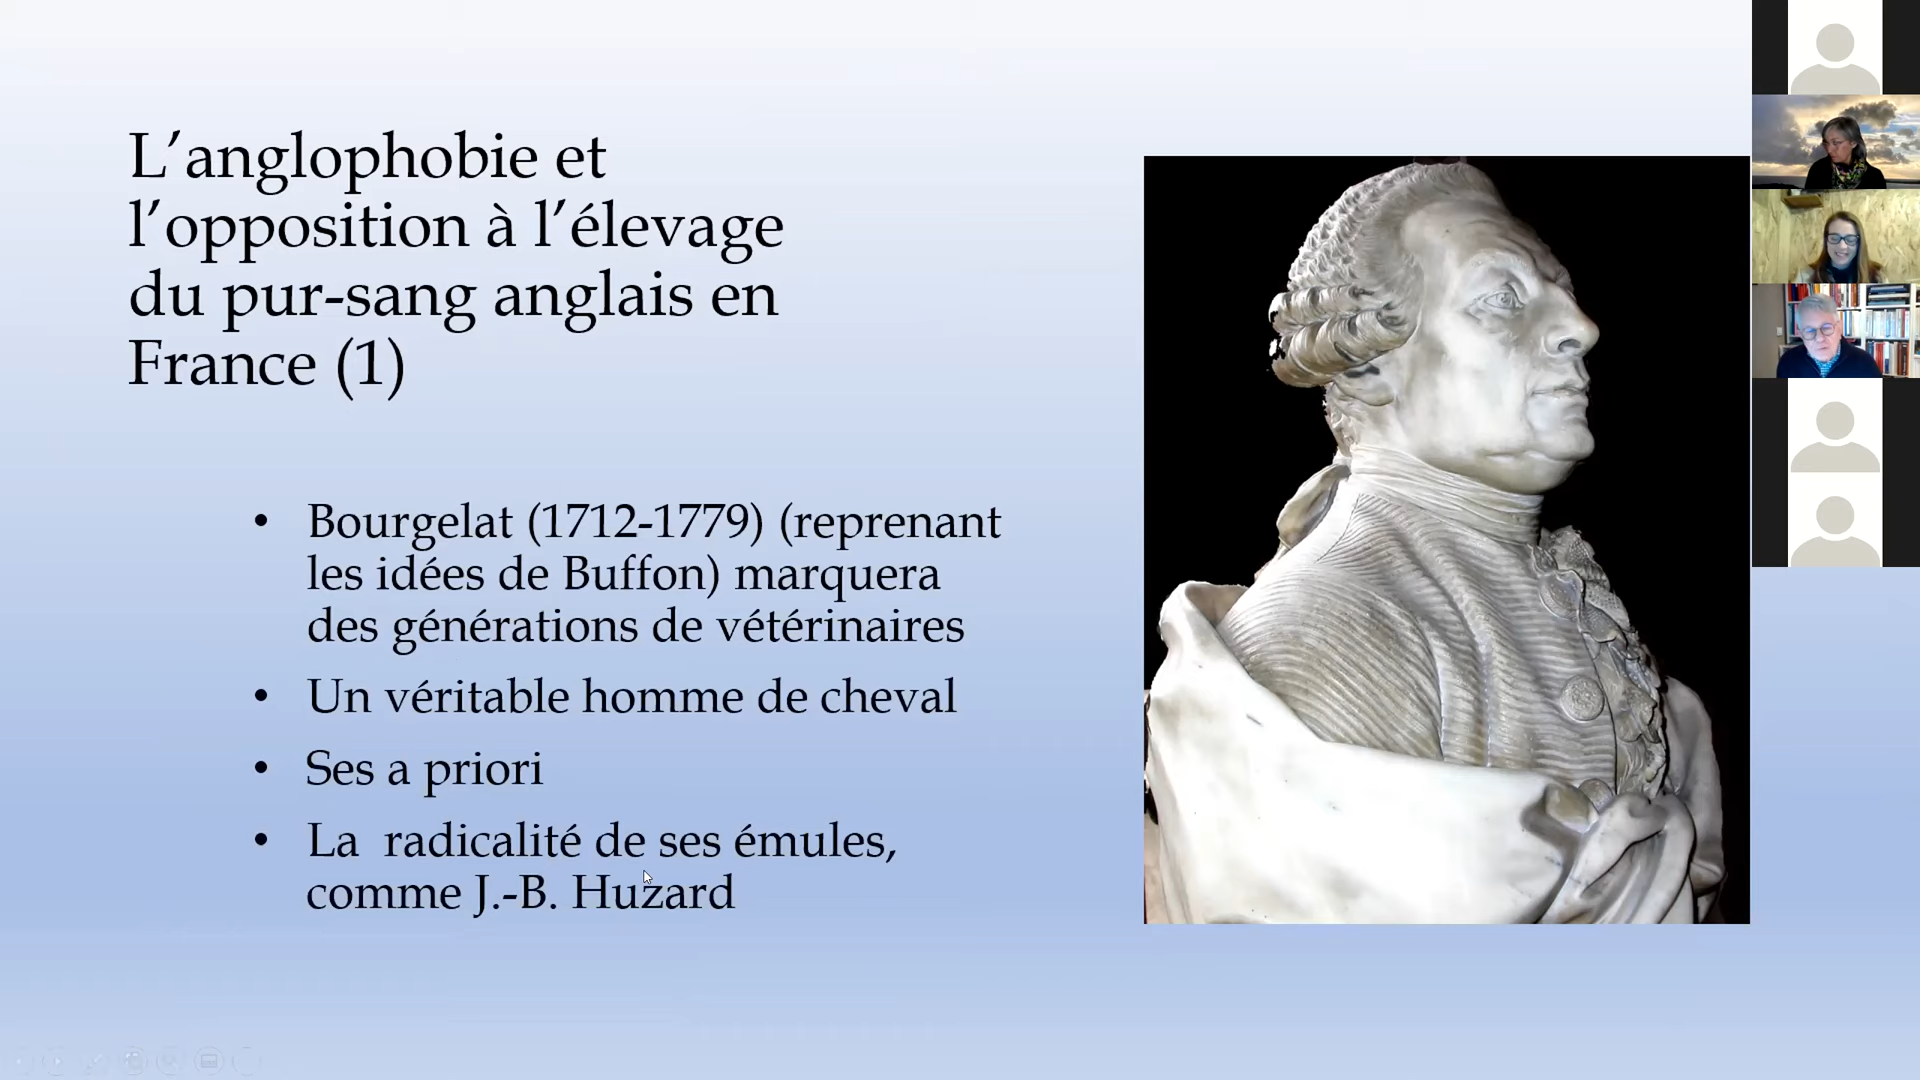 L’anglophobie et
l’opposition à l’élevage
du pur-sang anglais en
France (1)
• Bourgelat (1712-1779) (reprenant
les idées de Buffon) marquera
des générations de vétérinaires
• Un véritable homme de cheval
• Ses a priori
• La  radicalité de ses émules,
comme J.-B. Huzard